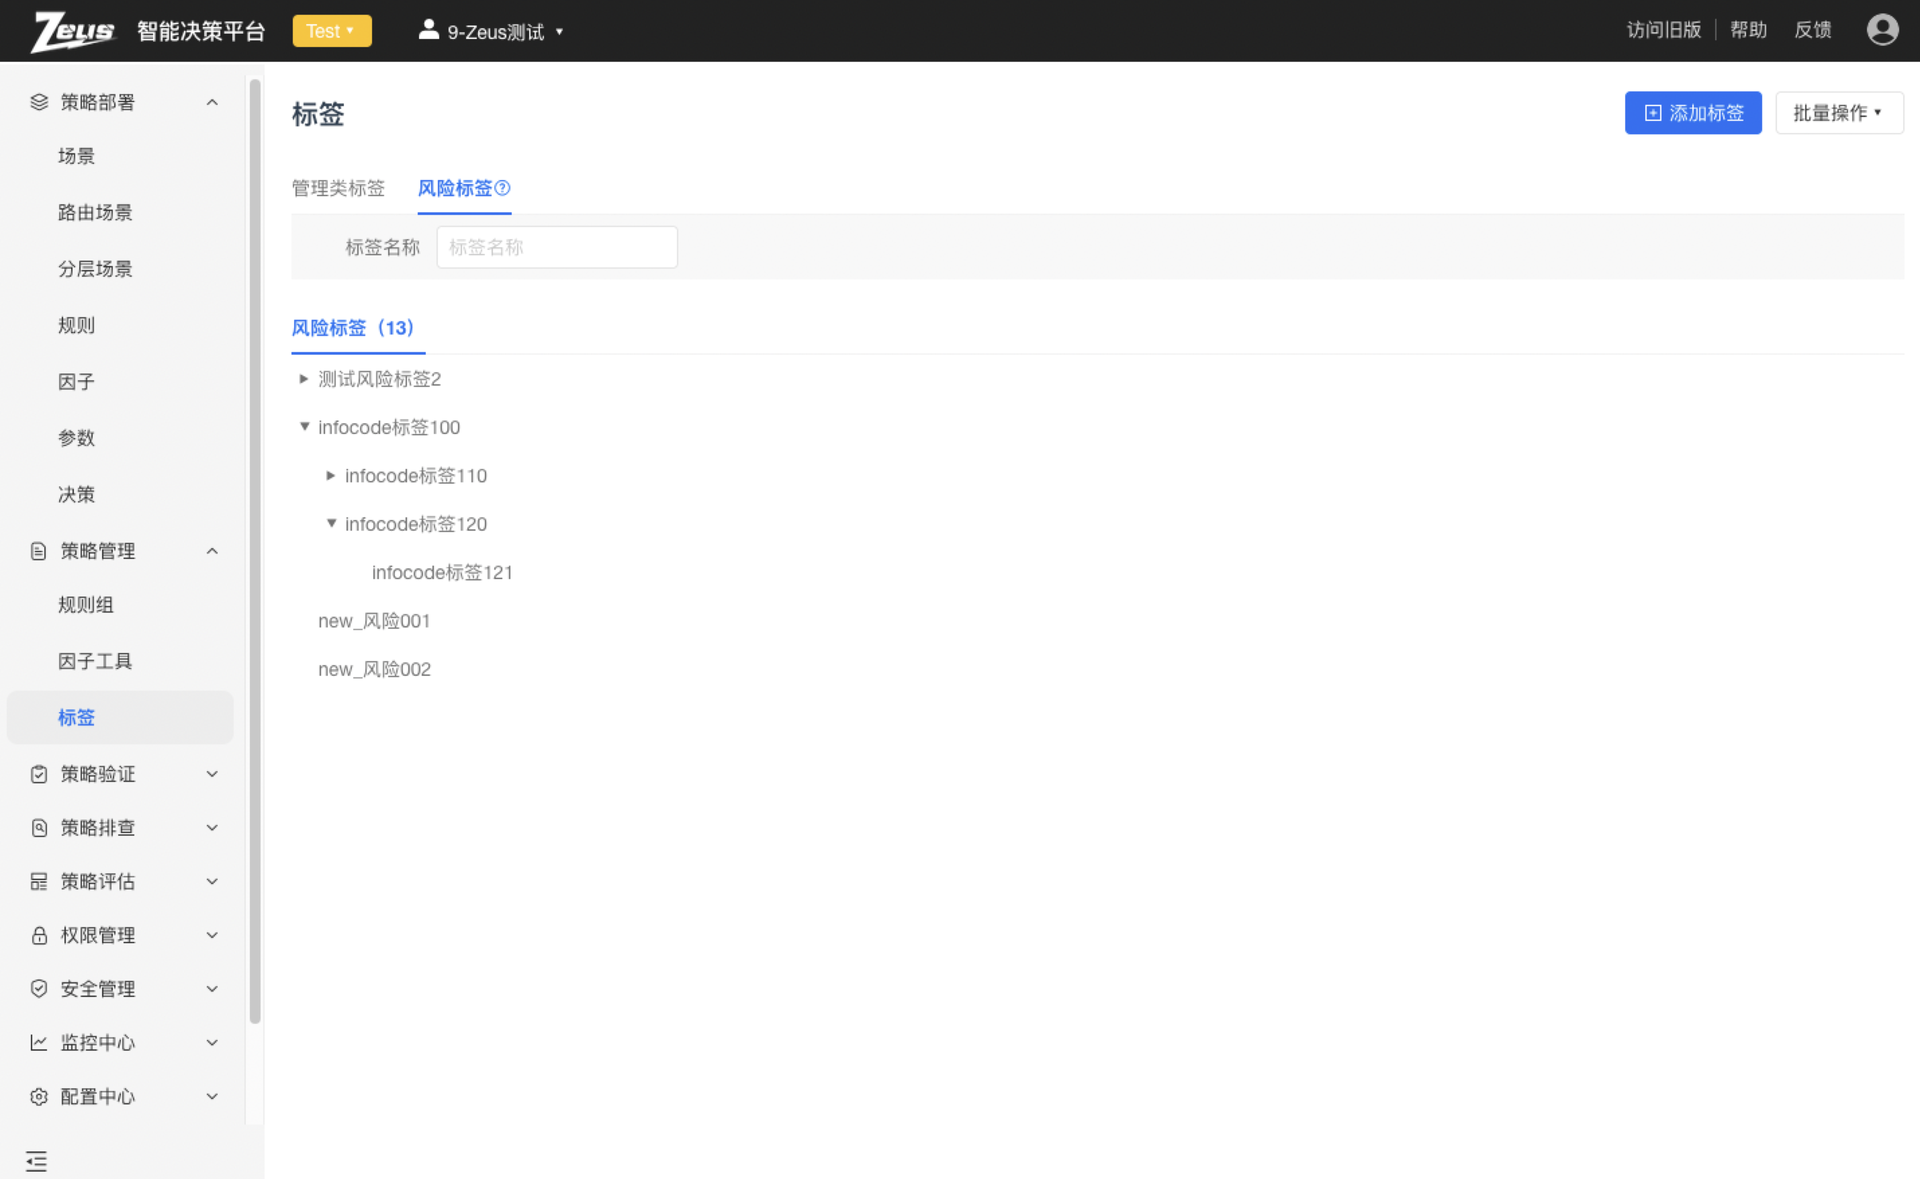 Zeus 智能决策平台 Test 9-Zeus测试 访问旧版 帮助 反馈
策略部署
场景
路由场景
分层场景
规则
因子
参数
决策
策略管理
规则组
因子工具
标签
策略验证
策略排查
策略评估
权限管理
安全管理
监控中心
配置中心
标签
添加标签 批量操作
管理类标签 风险标签
标签名称 标签名称
风险标签（13）
测试风险标签2
infocode标签100
infocode标签110
infocode标签120
infocode标签121
new_风险001
new_风险002